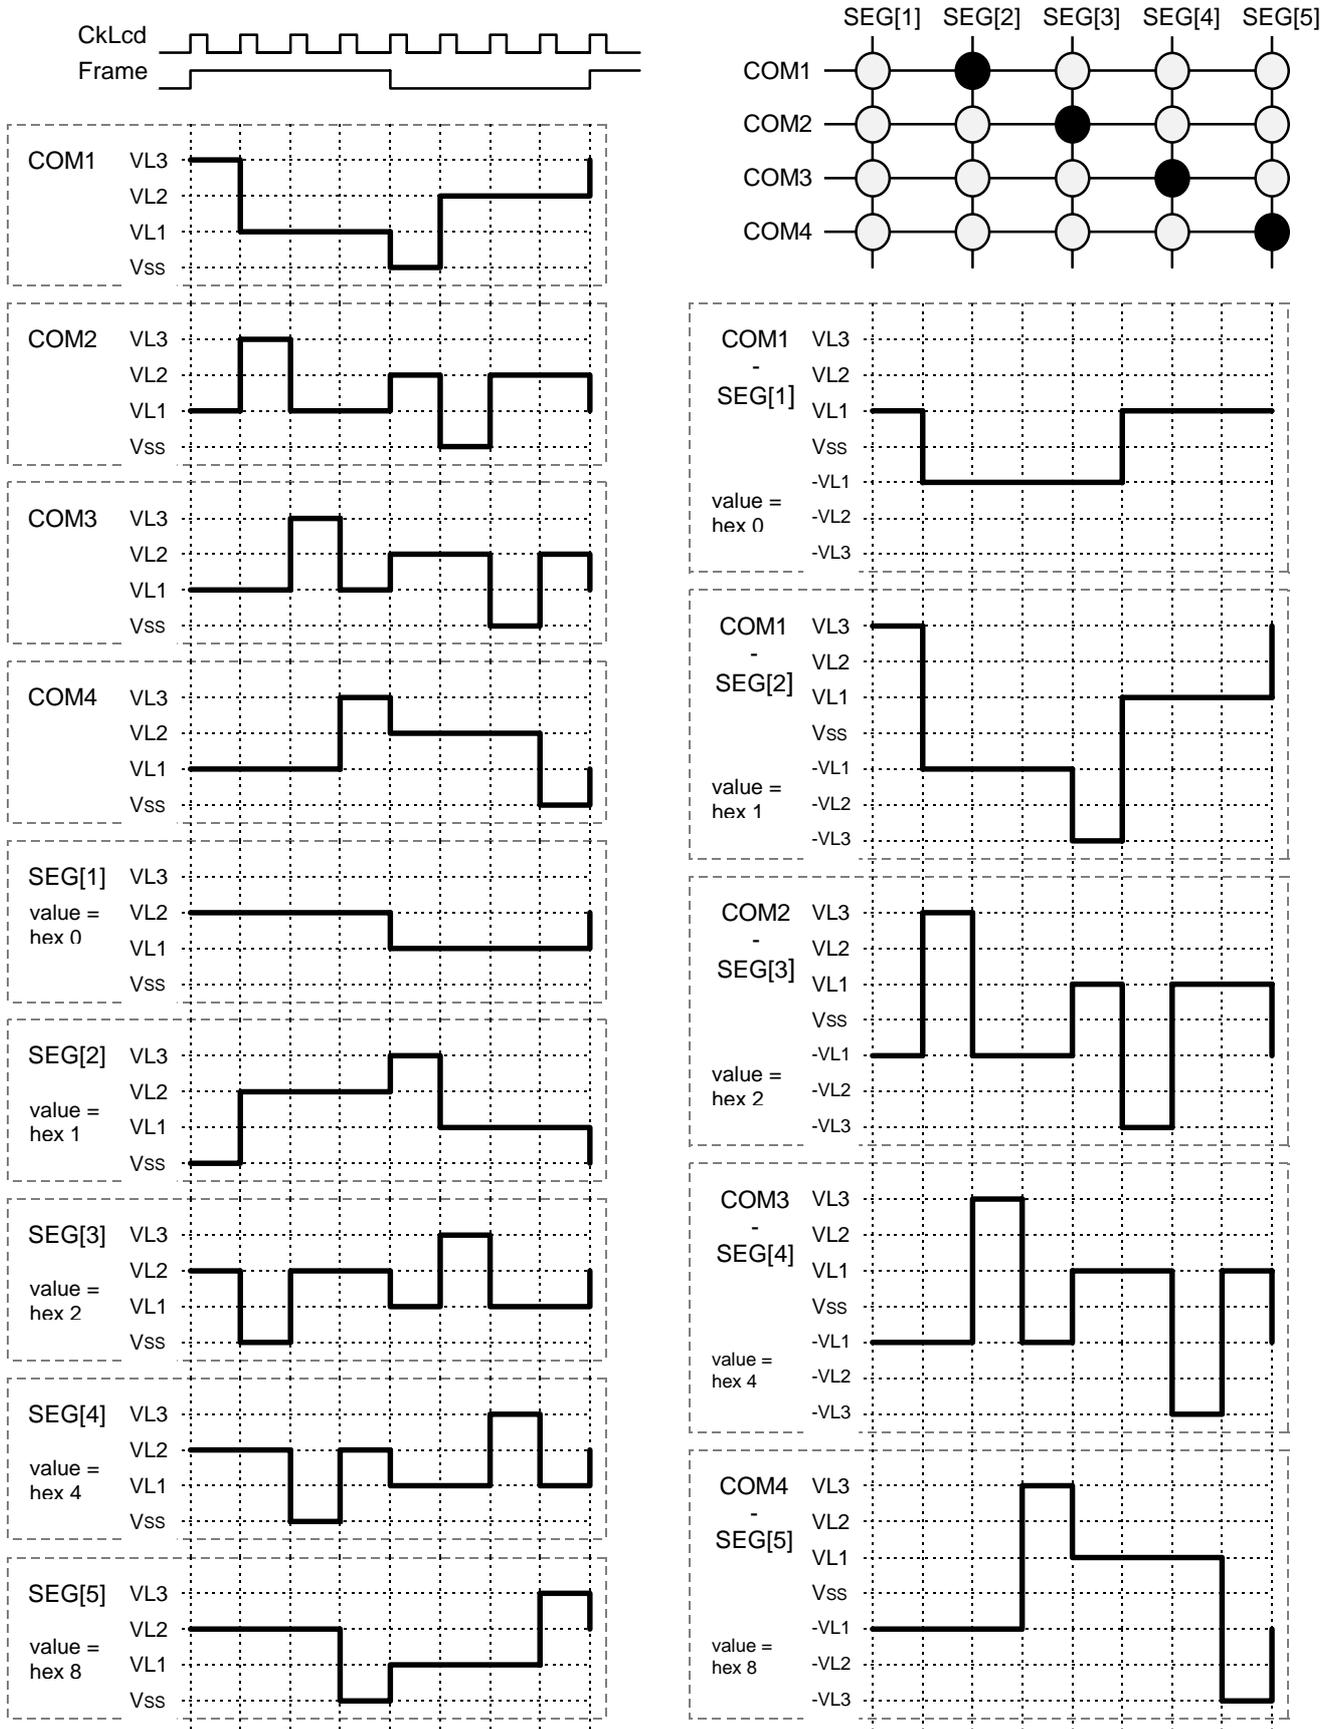 CkLcd
Frame
COM1
VL3
VL2
VL1
Vss
COM2
VL3
VL2
VL1
Vss
COM3
VL3
VL2
VL1
Vss
COM4
VL3
VL2
VL1
Vss
SEG[1]
value =
hex 0
VL3
VL2
VL1
Vss
SEG[2]
value =
hex 1
VL3
VL2
VL1
Vss
SEG[3]
value =
hex 2
VL3
VL2
VL1
Vss
SEG[4]
value =
hex 4
VL3
VL2
VL1
Vss
SEG[5]
value =
hex 8
VL3
VL2
VL1
Vss
SEG[1] SEG[2] SEG[3] SEG[4] SEG[5]
COM1
COM2
COM3
COM4
COM1
-
SEG[1]
value =
hex 0
VL3
VL2
VL1
Vss
-VL1
-VL2
-VL3
COM1
-
SEG[2]
value =
hex 1
VL3
VL2
VL1
Vss
-VL1
-VL2
-VL3
COM2
-
SEG[3]
value =
hex 2
VL3
VL2
VL1
Vss
-VL1
-VL2
-VL3
COM3
-
SEG[4]
value =
hex 4
VL3
VL2
VL1
Vss
-VL1
-VL2
-VL3
COM4
-
SEG[5]
value =
hex 8
VL3
VL2
VL1
Vss
-VL1
-VL2
-VL3